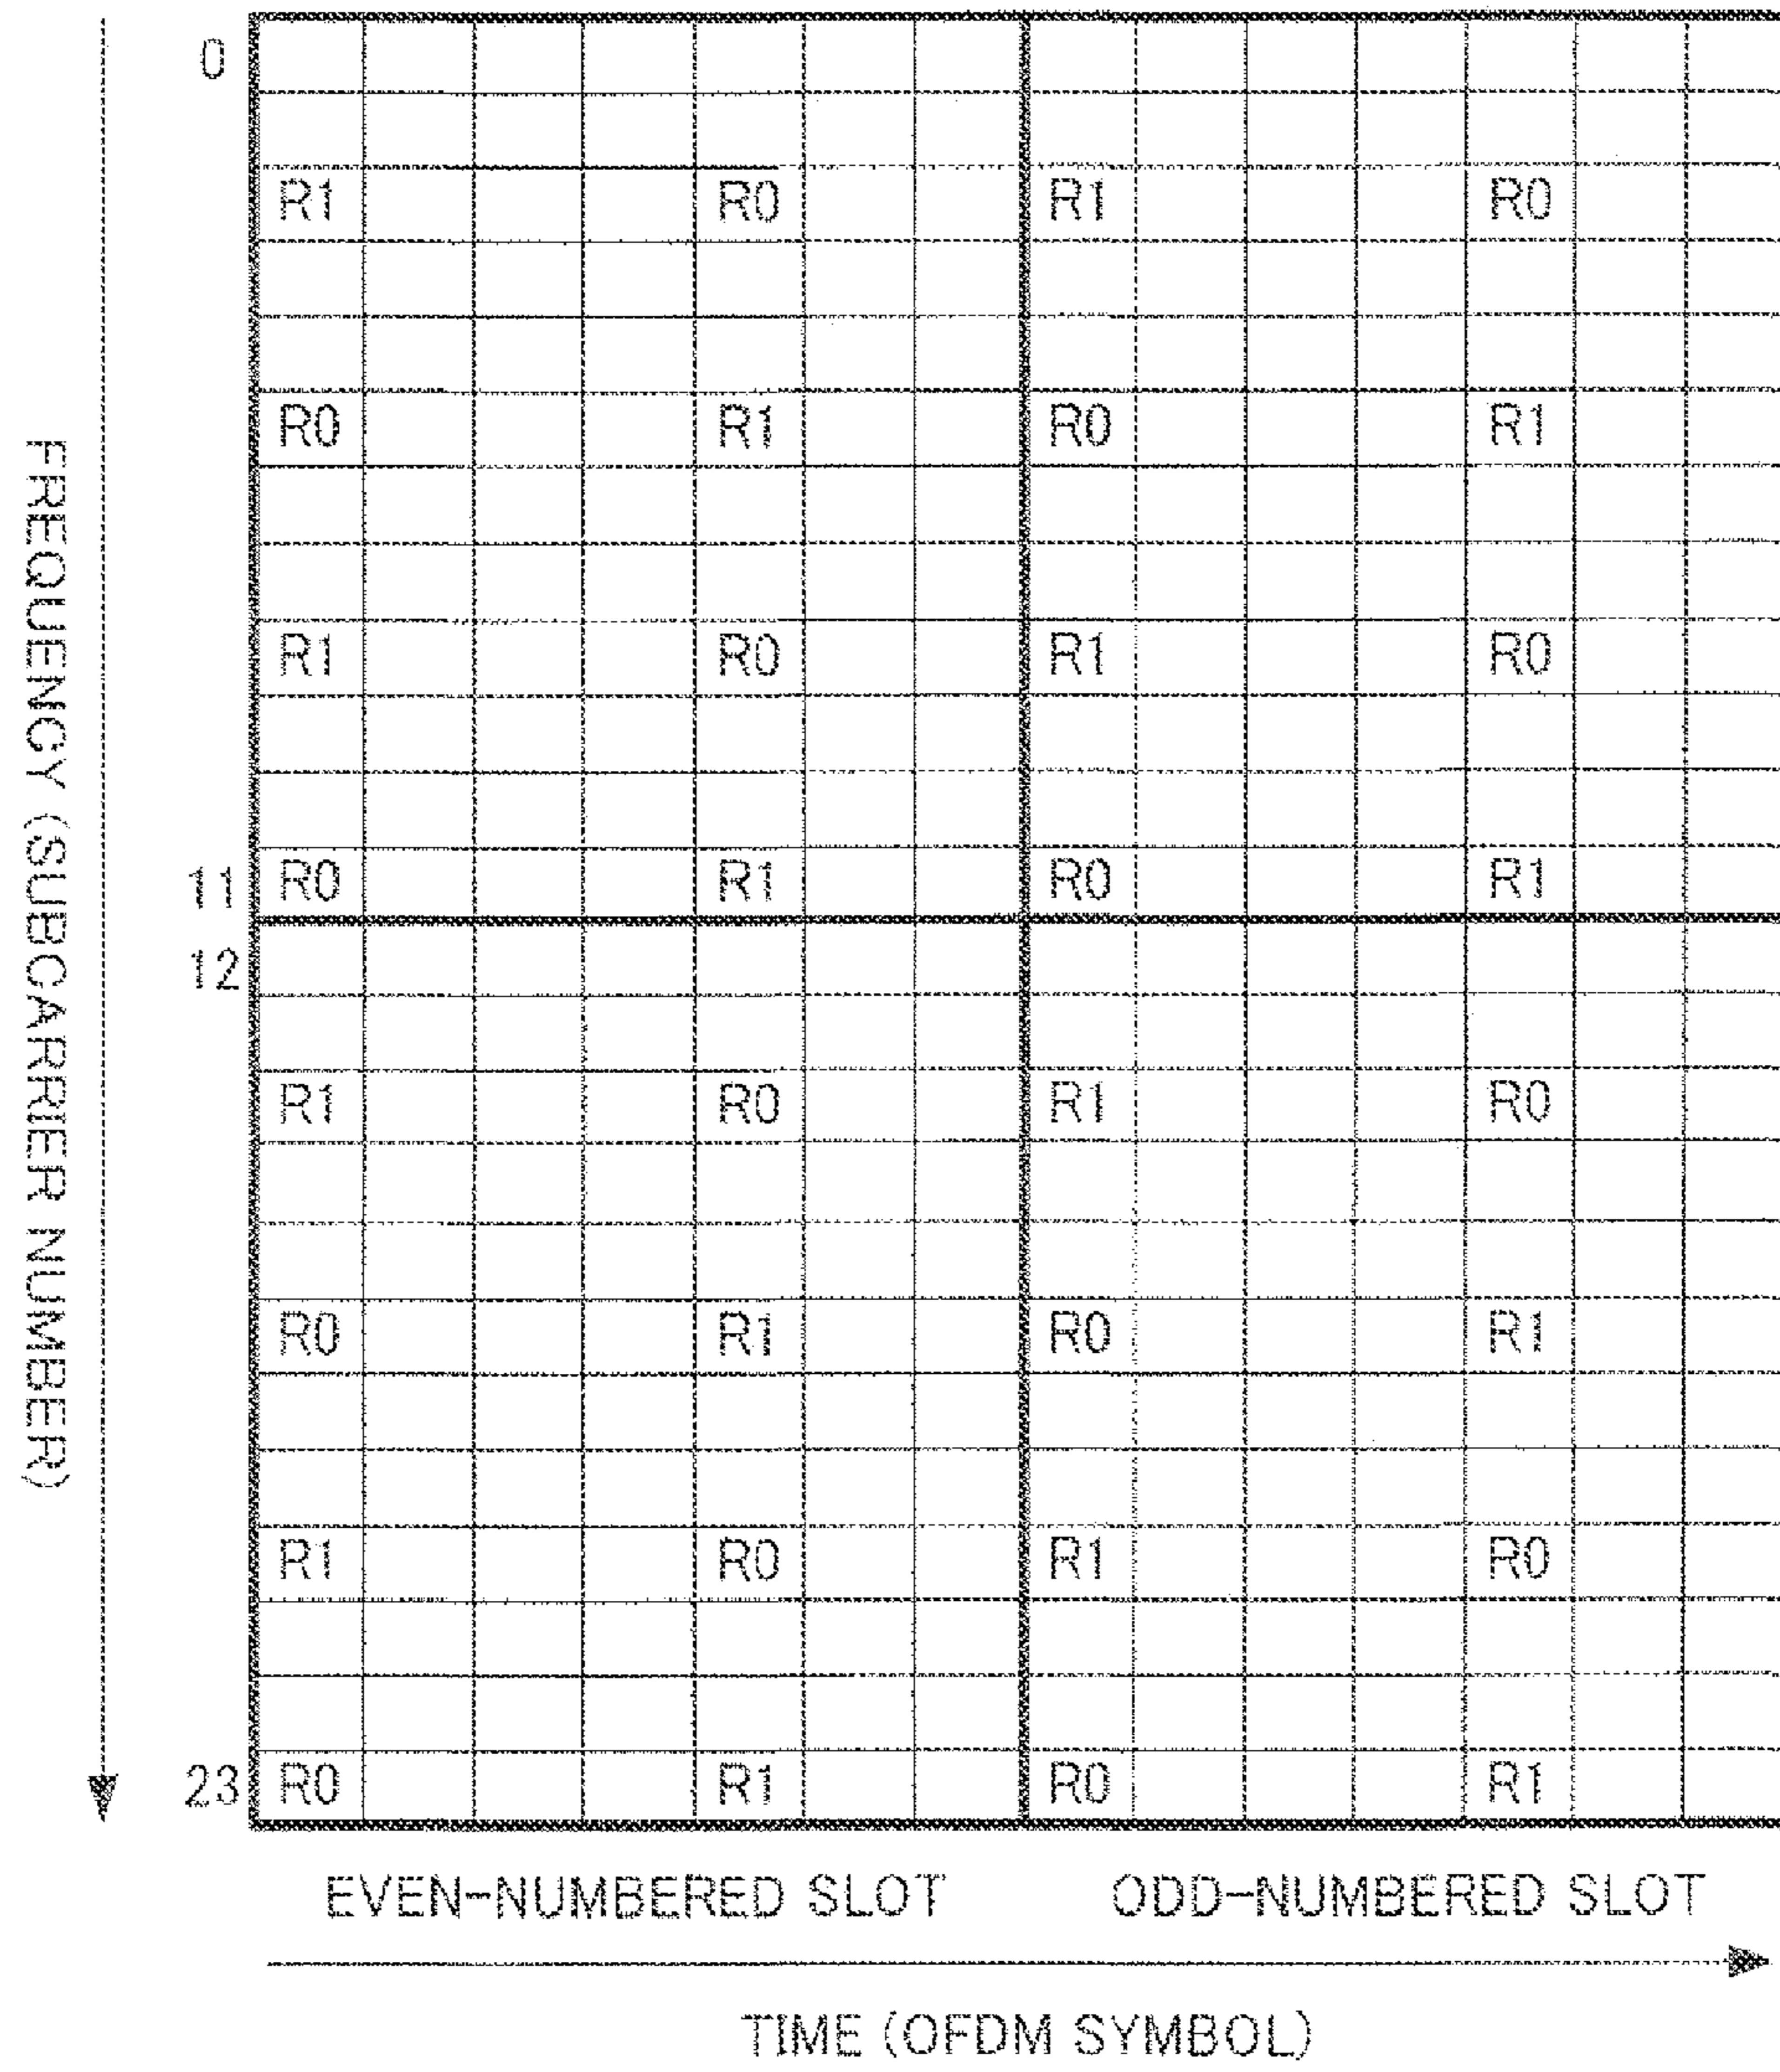 0
R1 R0 R1 R0
R0 R1 R0 R1
R1 R0 R1 R0
11 R0 R1 R0 R1
12
R1 R0 R1 R0
R0 R1 R0 R1
R1 R0 R1 R0
23 R0 R1 R0 R1
FREQUENCY (SUBCARRIER NUMBER)
EVEN-NUMBERED SLOT ODD-NUMBERED SLOT
TIME (OFDM SYMBOL)